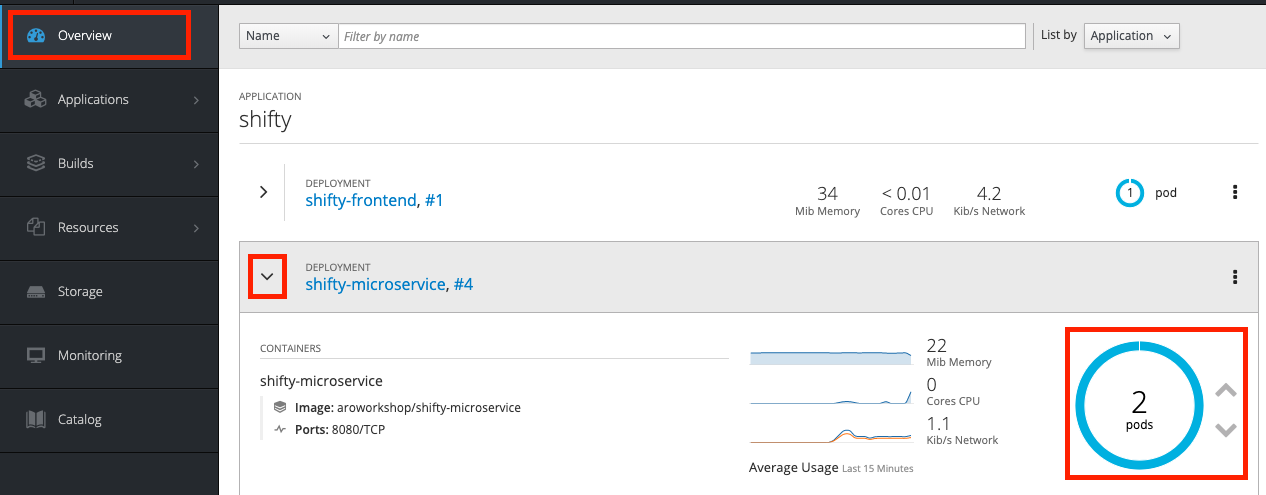 Overview
Applications
Builds
Resources
Storage
Monitoring
Catalog
Name
Filter by name
List by
Application
APPLICATION
shifty
DEPLOYMENT
shifty-frontend, #1
34
Mib Memory
< 0.01
Cores CPU
4.2
Kib/s Network
1
pod
DEPLOYMENT
shifty-microservice, #4
CONTAINERS
shifty-microservice
Image: aroworkshop/shifty-microservice
Ports: 8080/TCP
22
Mib Memory
0
Cores CPU
1.1
Kib/s Network
Average Usage Last 15 Minutes
2
pods